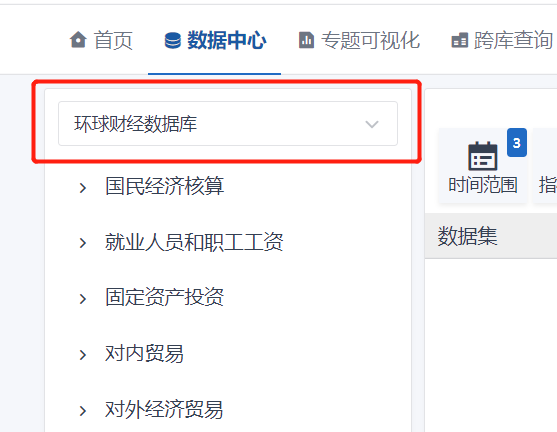 首页 数据中心 专题可视化 跨库查询
环球财经数据库
国民经济核算
就业人员和职工工资
固定资产投资
对内贸易
对外经济贸易
3
时间范围 指
数据集